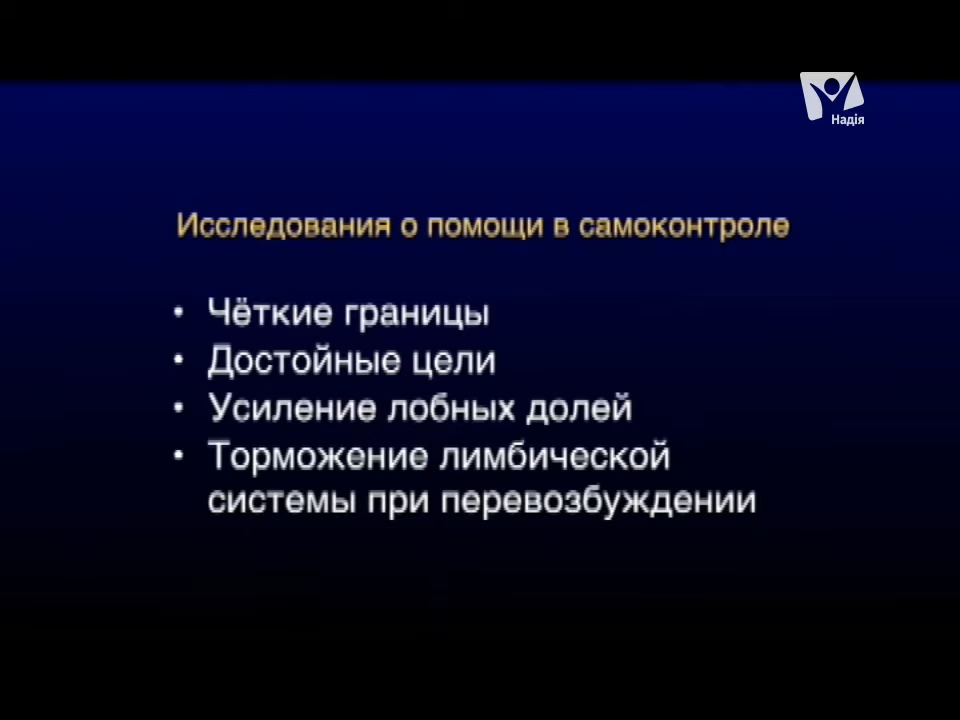 Надія
Исследования о помощи в самоконтроле
• Чёткие границы
• Достойные цели
• Усиление лобных долей
• Торможение лимбической
системы при перевозбуждении